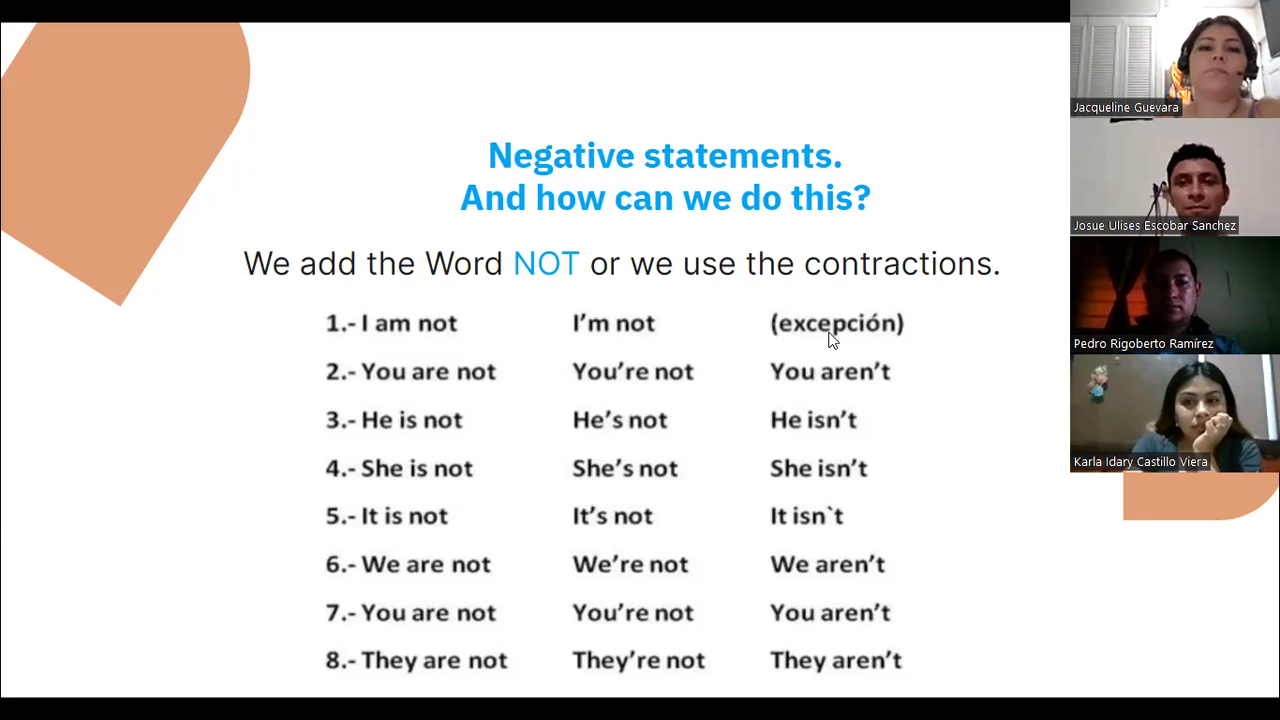 Negative statements.
And how can we do this?
We add the Word NOT or we use the contractions.
1.- I am not I'm not (excepción)
2.- You are not You're not You aren't
3.- He is not He's not He isn't
4.- She is not She's not She isn't
5.- It is not It's not It isn`t
6.- We are not We're not We aren't
7.- You are not You're not You aren't
8.- They are not They're not They aren't
Jacqueline Guevara
Josue Ulises Escobar Sanchez
Pedro Rigoberto Ramírez
Karla Idary Castillo Viera